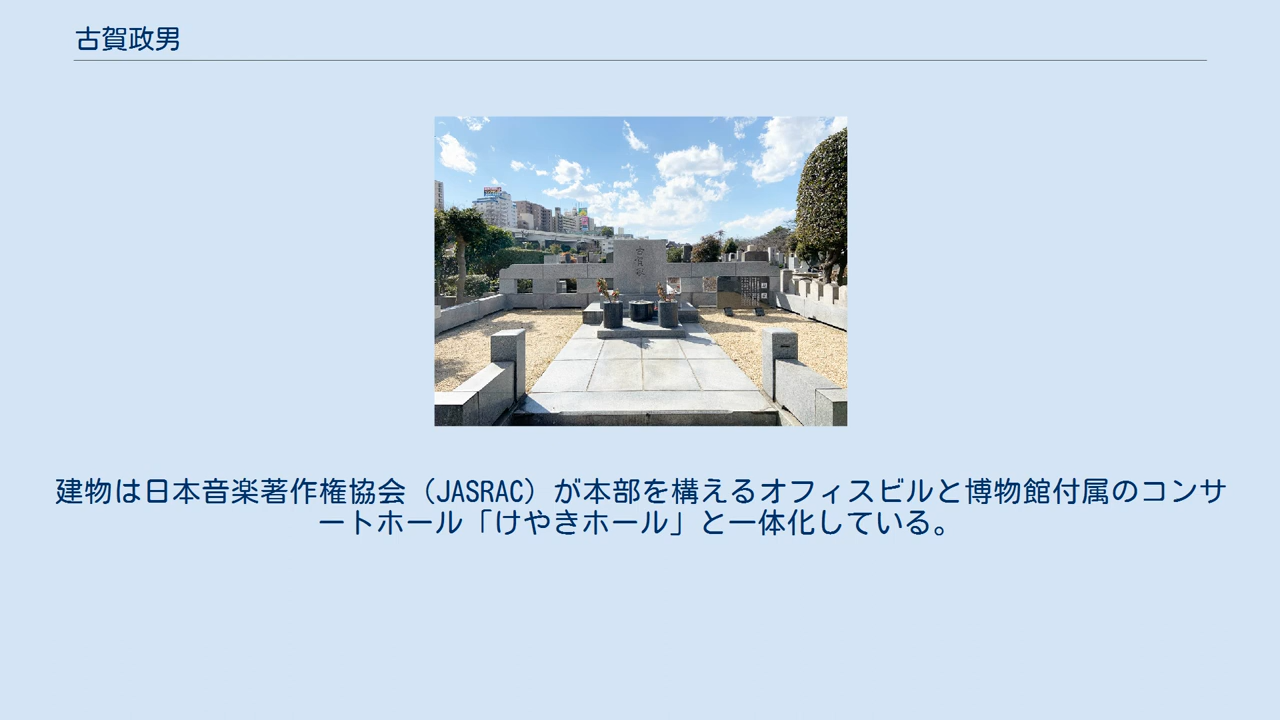 古賀政男
古賀家
建物は日本音楽著作権協会（JASRAC）が本部を構えるオフィスビルと博物館付属のコンサ
ートホール「けやきホール」と一体化している。